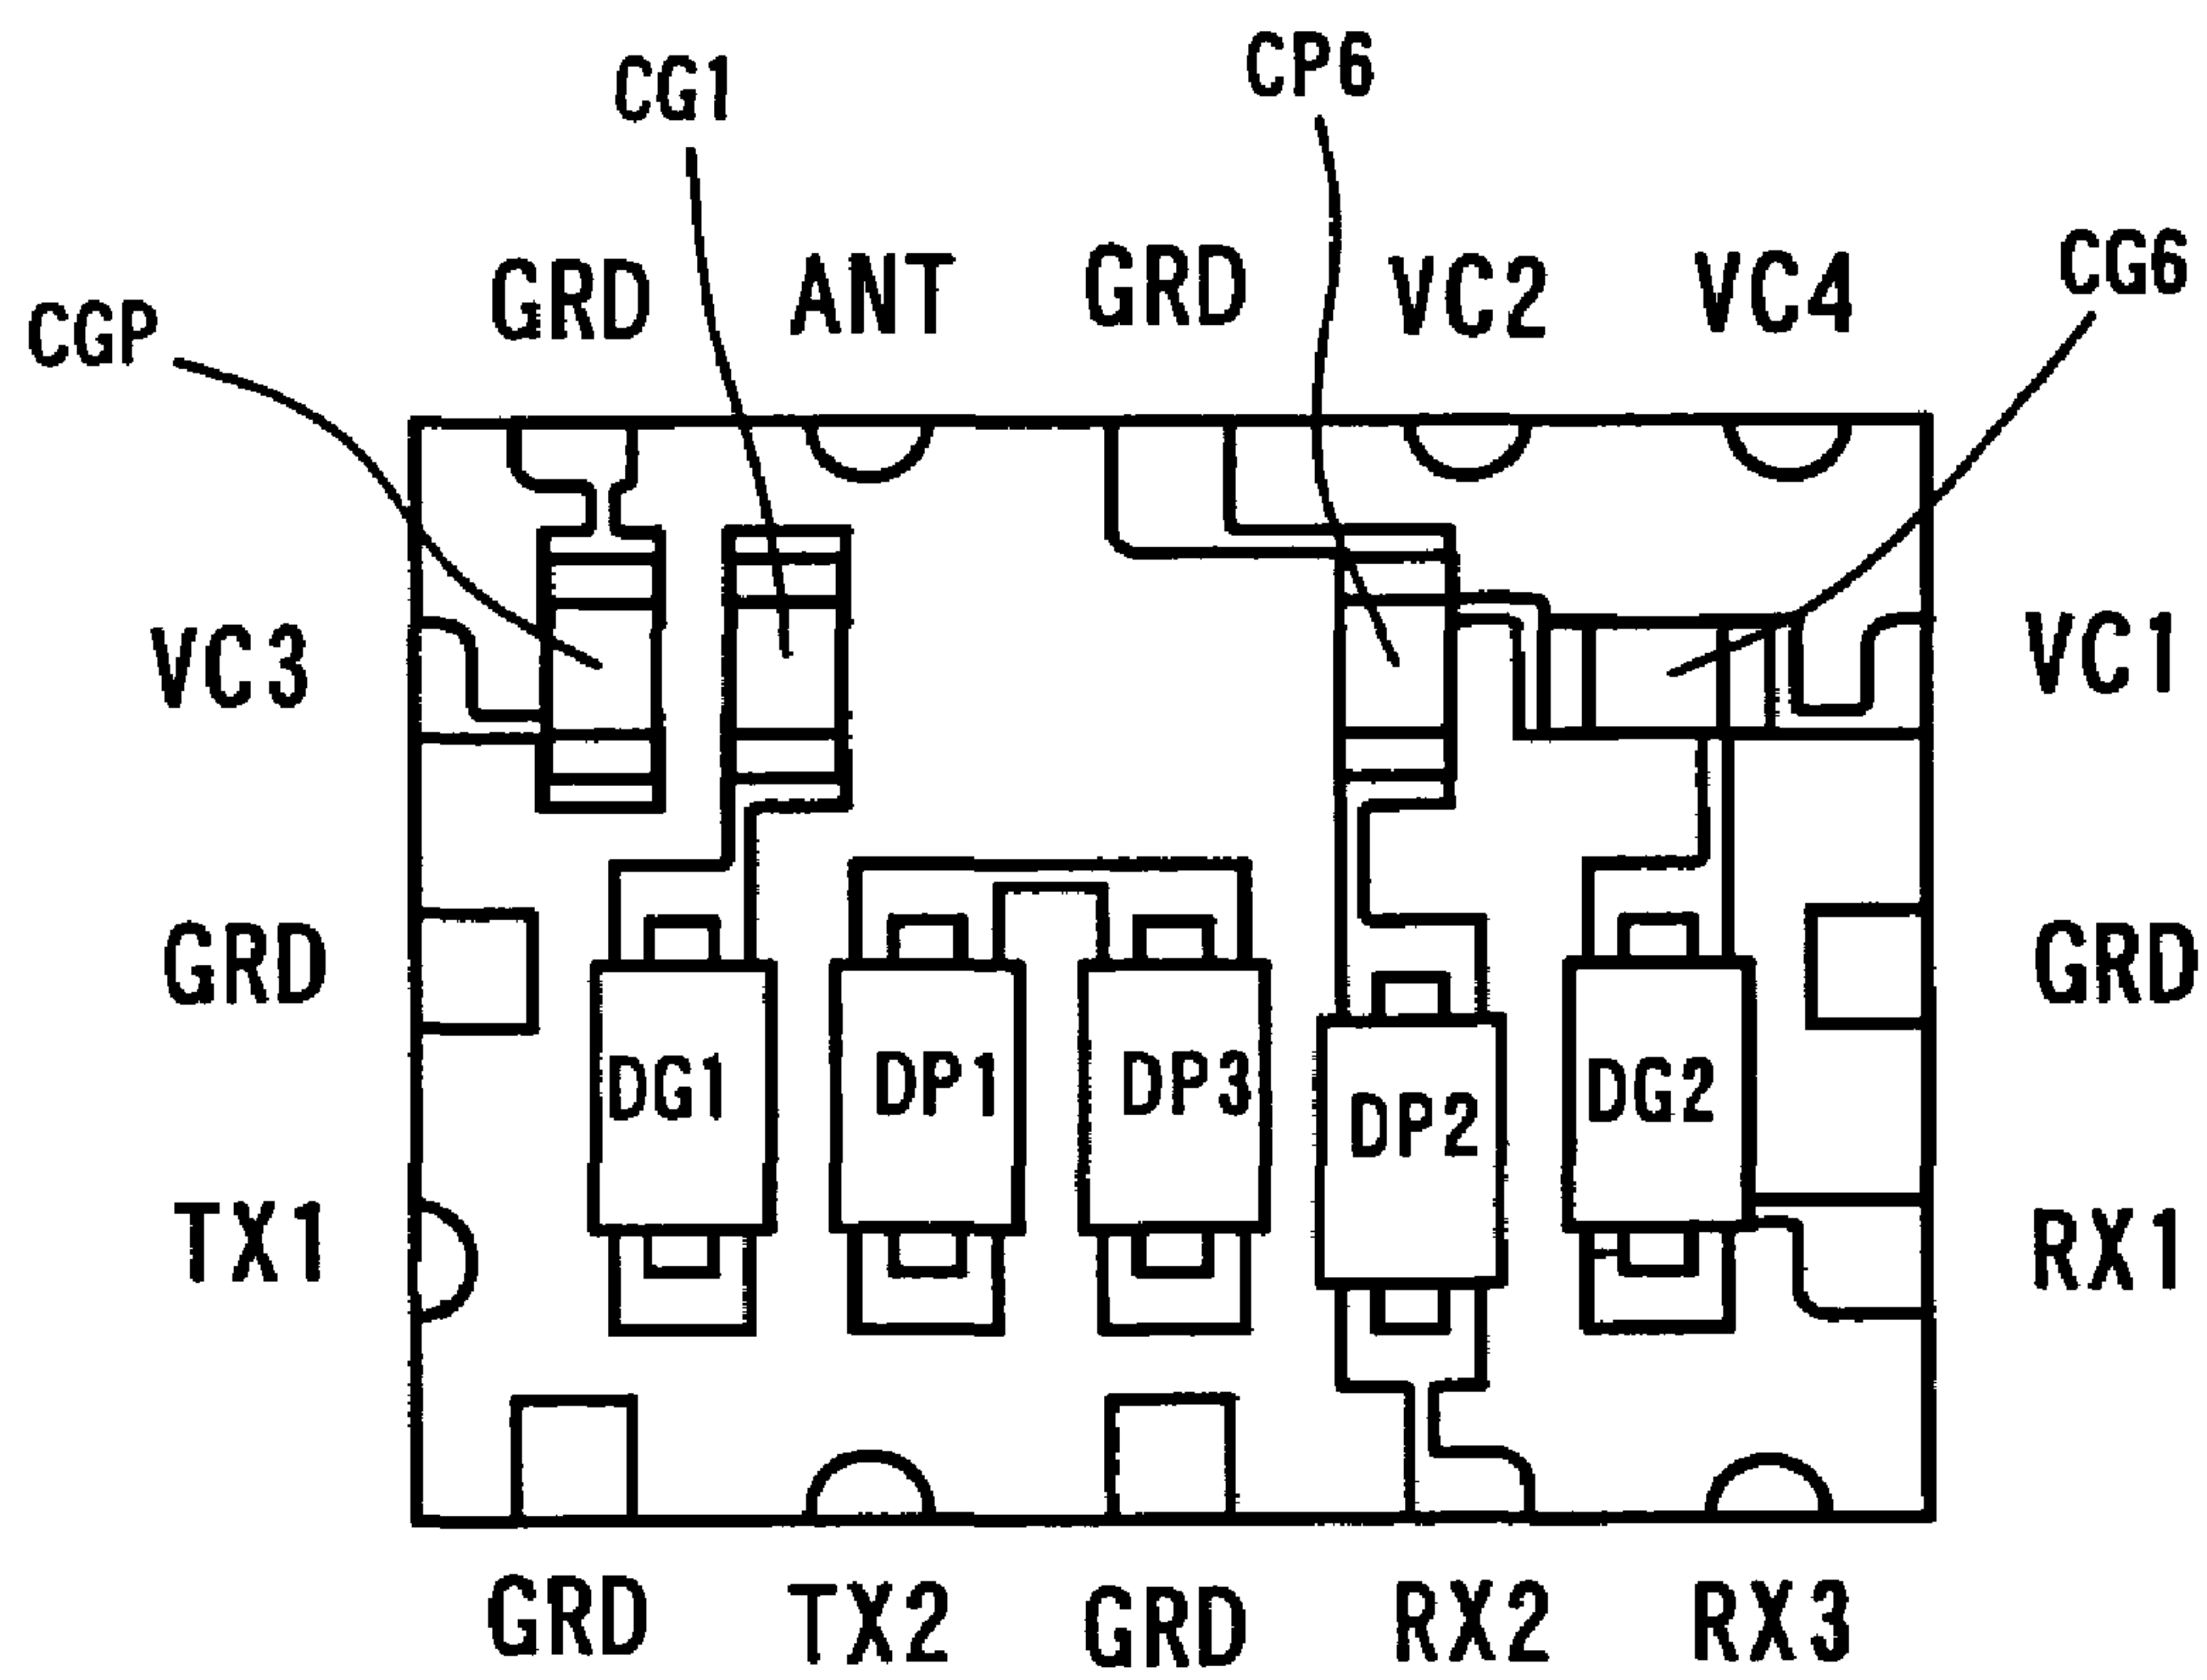 CG1 CP6
GRD ANT GRD VC2 VC4 CG6
CGP
VC3 VC1
GRD GRD
DG1 DP1 DP3 DP2 DG2
TX1 RX1
GRD TX2 GRD RX2 RX3